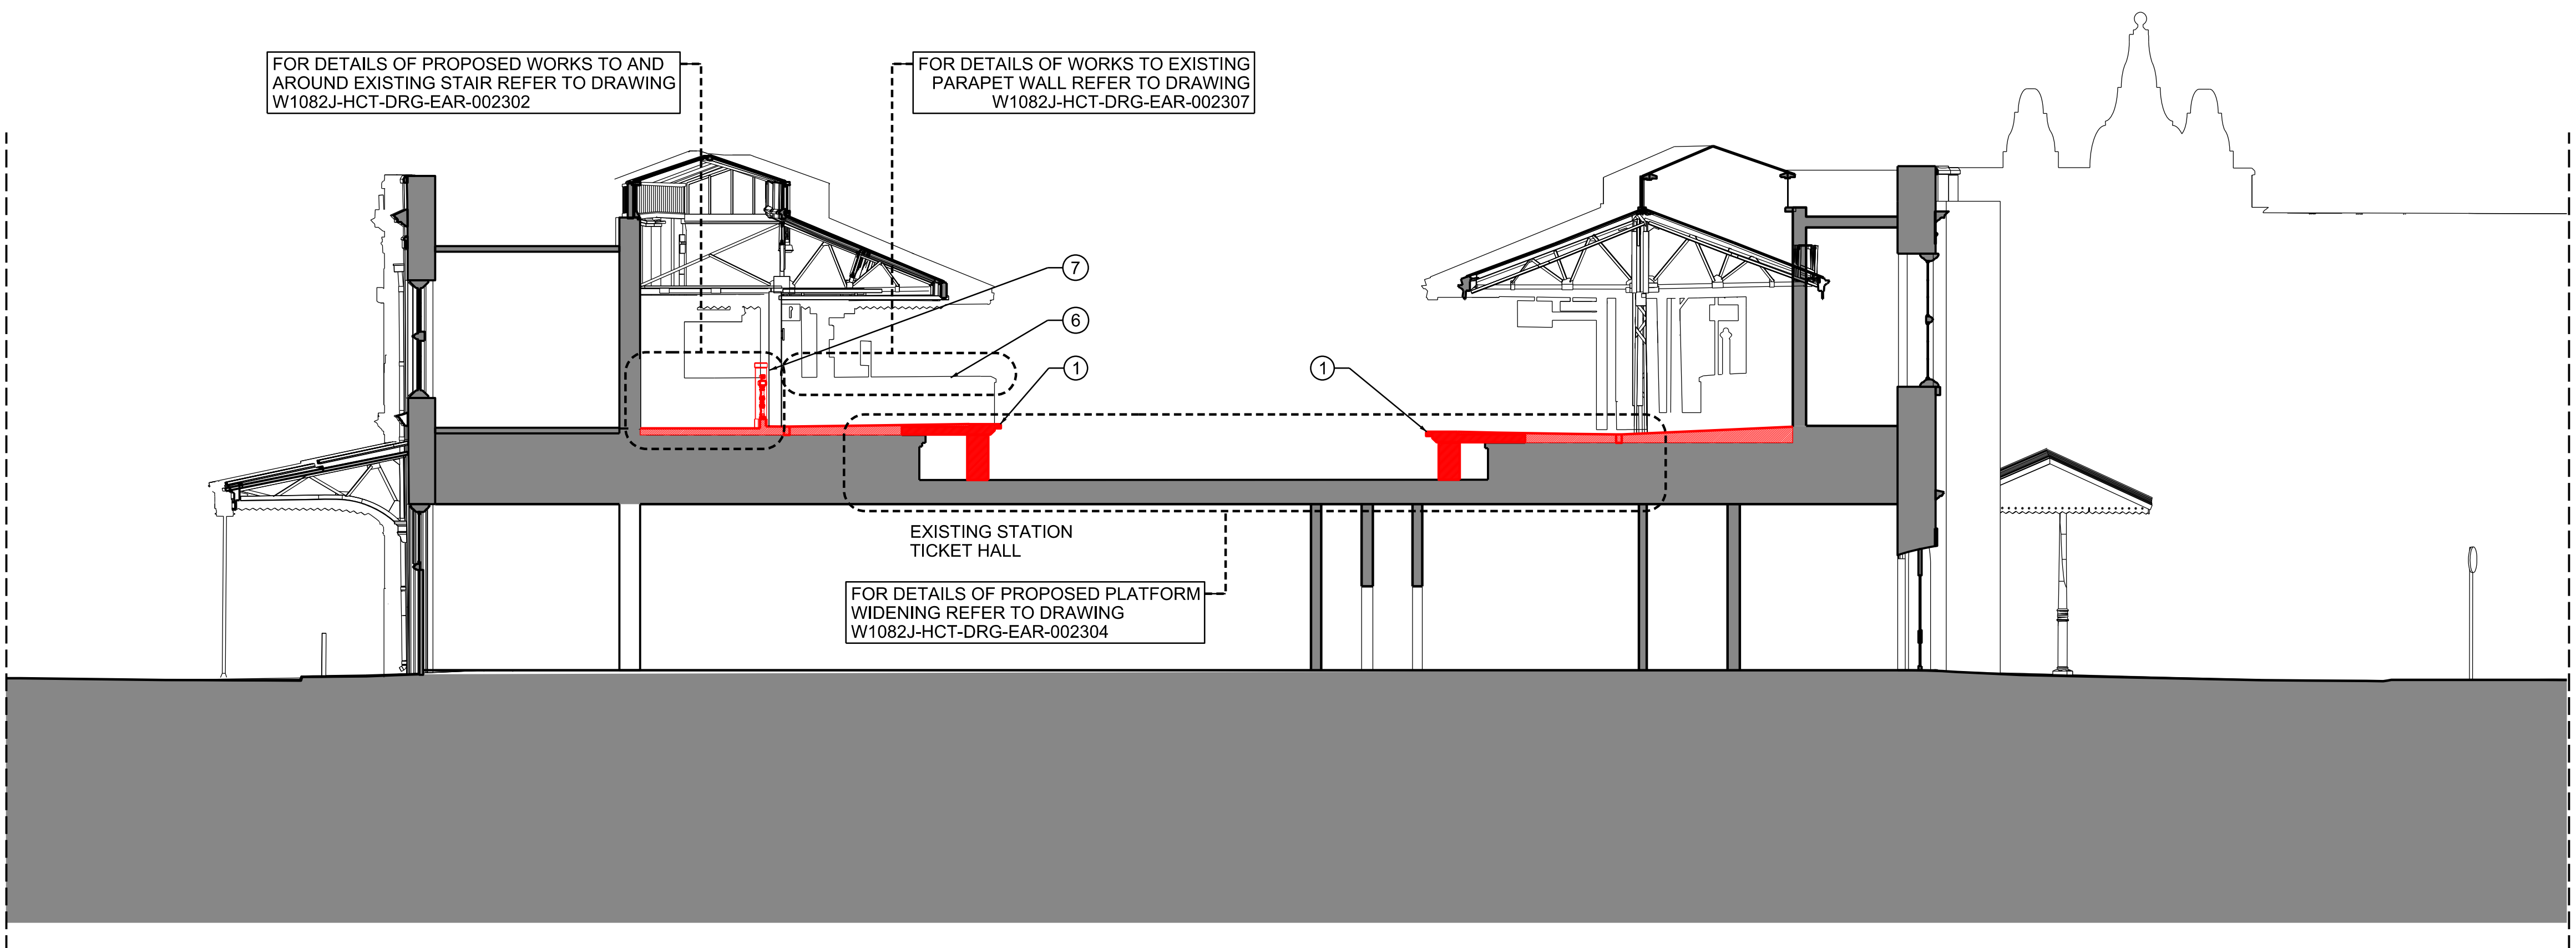 FOR DETAILS OF PROPOSED WORKS TO AND
AROUND EXISTING STAIR REFER TO DRAWING
W1082J-HCT-DRG-EAR-002302
FOR DETAILS OF WORKS TO EXISTING
PARAPET WALL REFER TO DRAWING
W1082J-HCT-DRG-EAR-002307
7
6
1
1
EXISTING STATION
TICKET HALL
FOR DETAILS OF PROPOSED PLATFORM
WIDENING REFER TO DRAWING
W1082J-HCT-DRG-EAR-002304